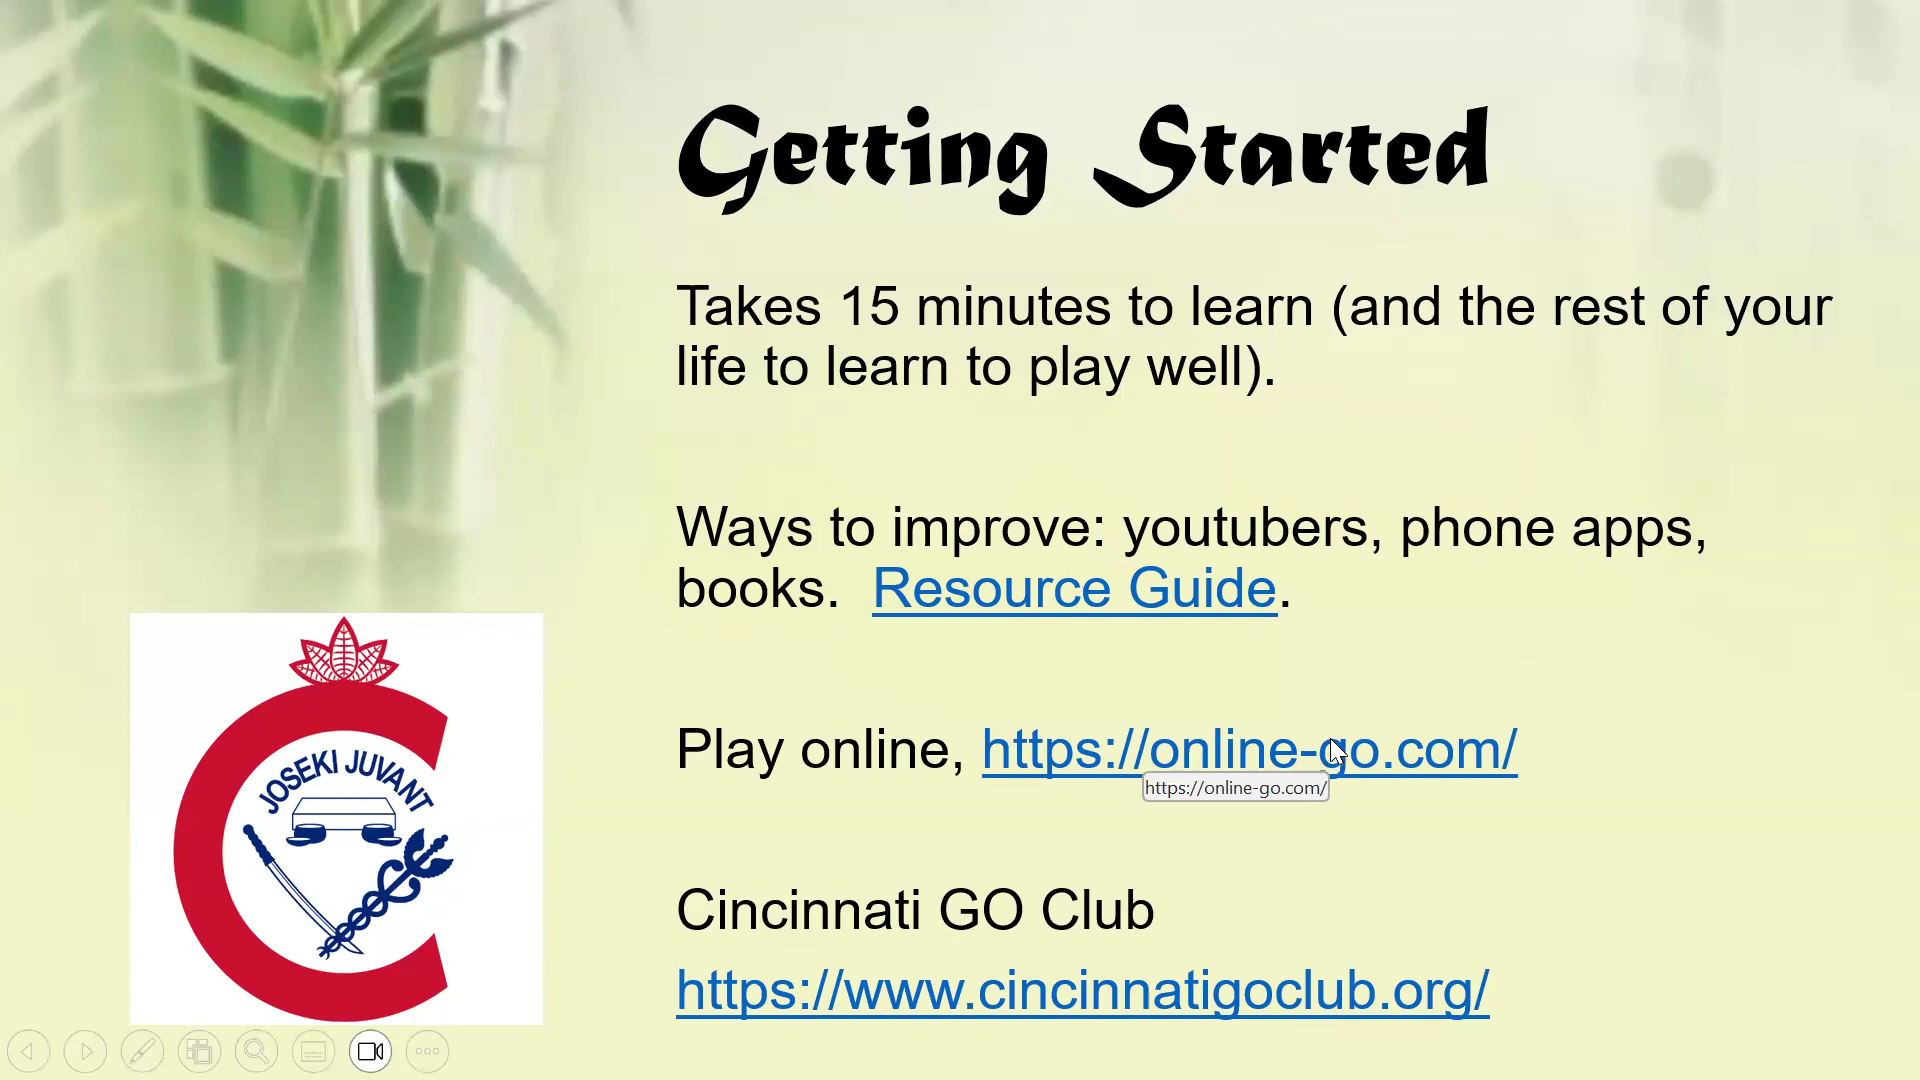 Getting Started
Takes 15 minutes to learn (and the rest of your
life to learn to play well).
Ways to improve: youtubers, phone apps,
books. Resource Guide.
Play online, https://online-go.com/
https://online-go.com/
Cincinnati GO Club
https://www.cincinnatigoclub.org/
JOSEKI JUVANT